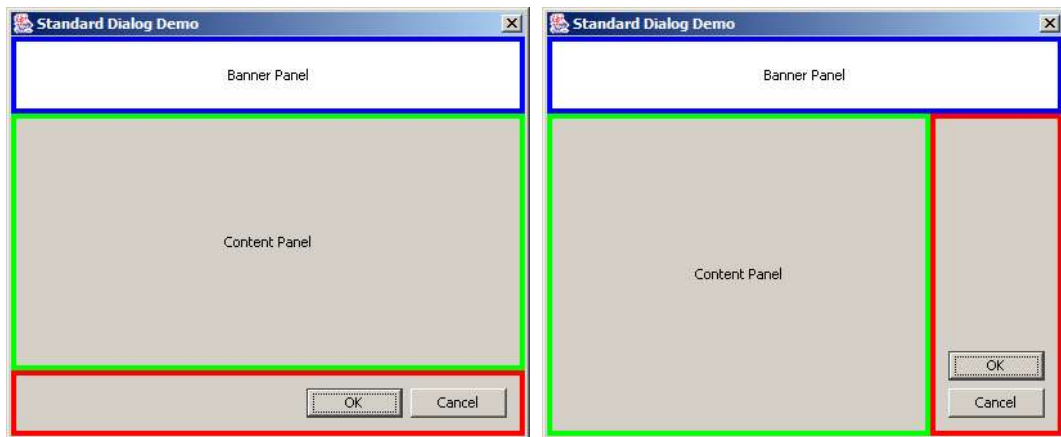 Standard Dialog Demo
Banner Panel
Content Panel
OK Cancel
Standard Dialog Demo
Banner Panel
Content Panel
OK
Cancel